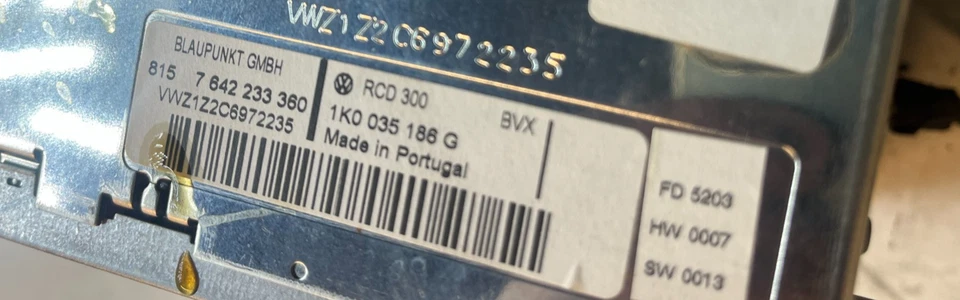 VWZ1Z2C6972235
BLAUPUNKT GMBH
815 7 642 233 360
VWZ1Z2C6972235
VW RCD 300
1K0 035 186 G
Made in Portugal
BVX
FD 5203
HW 0007
SW 0013